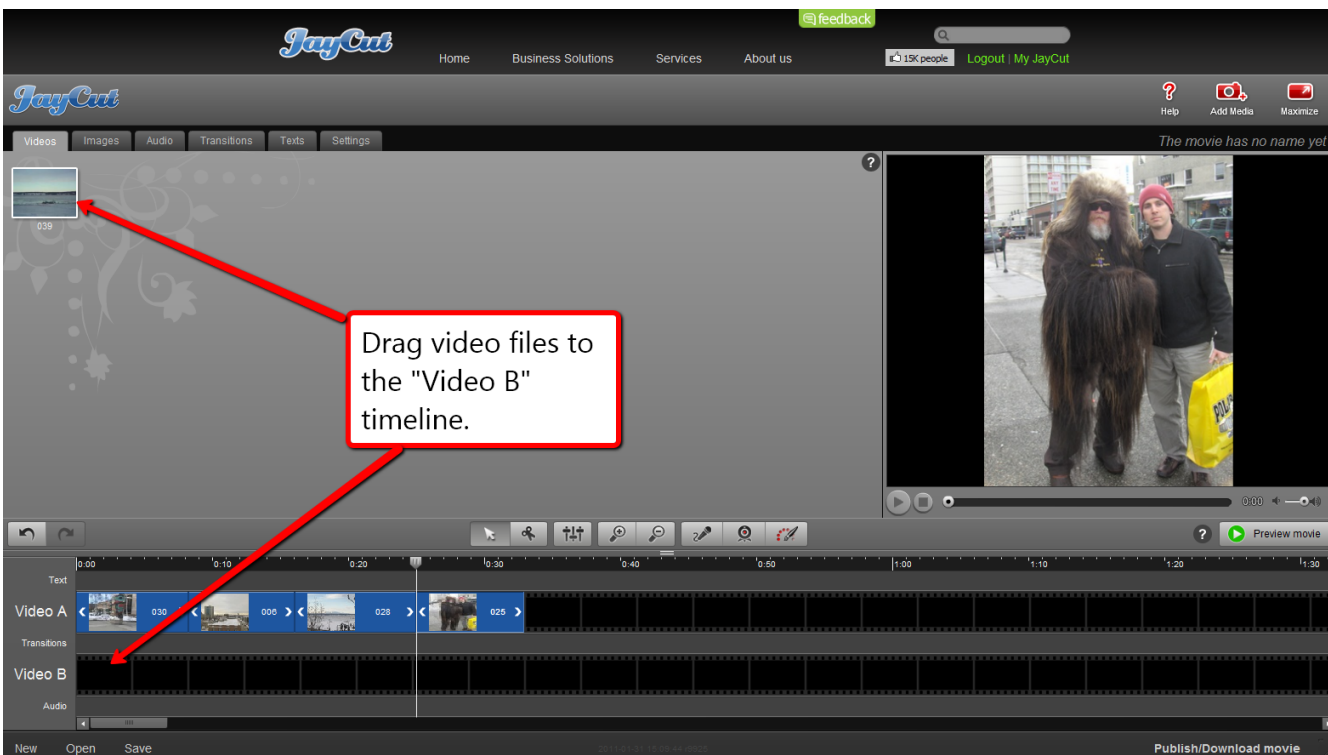 feedback
JayCut
Home Business Solutions Services About us
15K people Logout | My JayCut
JayCut
Help Add Media Maximize
Videos Images Audio Transitions Texts Settings
The movie has no name yet
?
039
Drag video files to
the "Video B"
timeline.
0:00
? Preview movie
0:00 0:10 0:20 0:30 0:40 0:50 1:00 1:10 1:20 1:30
Text
Video A 030 006 028 025
Transitions
Video B
Audio
New Open Save Publish/Download movie